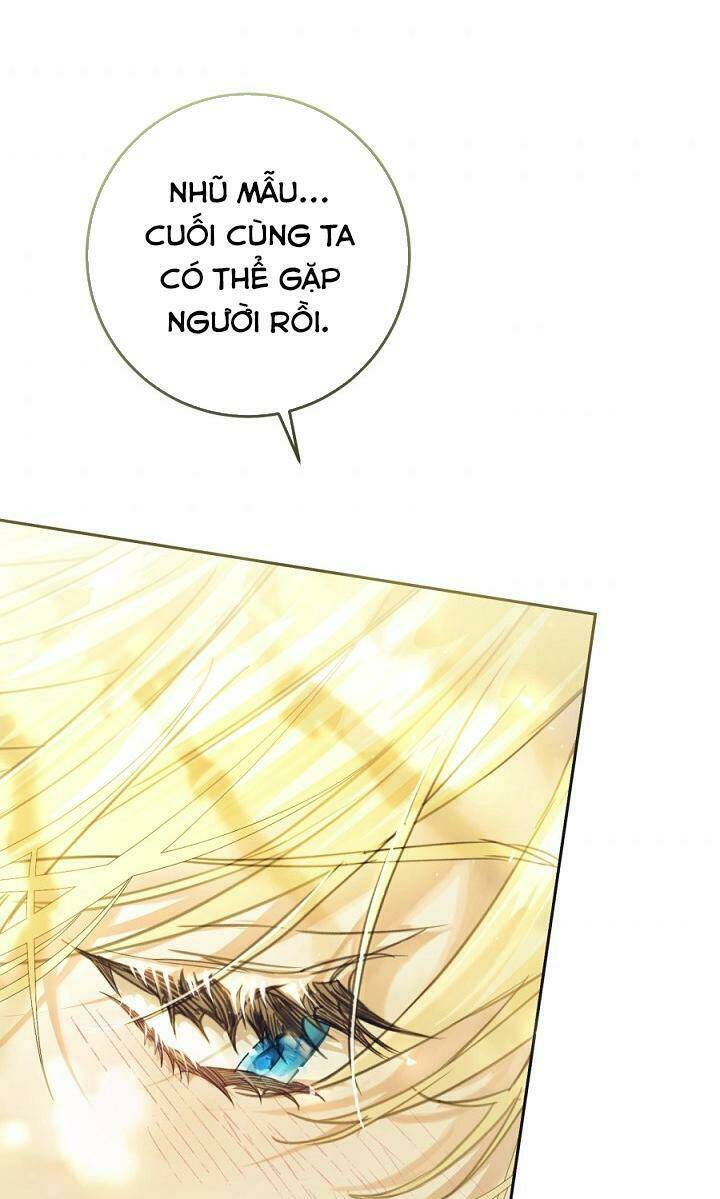 NHŨ MẪU...
CUỐI CÙNG TA
CÓ THỂ GẶP
NGƯỜI RỒI.